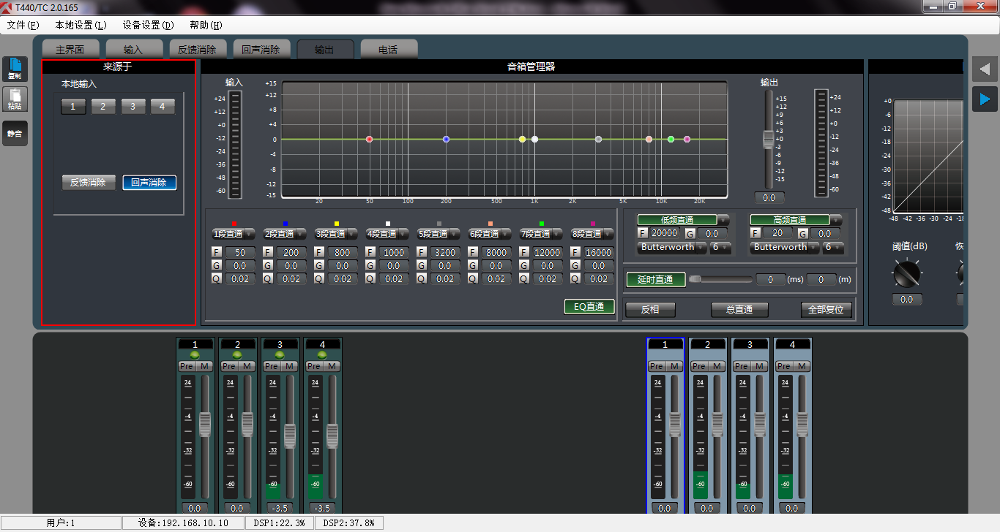 T440/TC 2.0.165
文件(F) 本地设置(L) 设备设置(D) 帮助(H)
主界面 输入 反馈消除 回声消除 输出 电话
复制
粘贴
静音
来源于
本地输入
1 2 3 4
反馈消除 回声消除
音箱管理器
输入
+24
+12
+0
-12
-24
-36
-48
-60
+15
+12
+8
+4
0
-4
-8
-12
-15
20 50 100 200 500 1K 2K 5K 10K 20K
输出
+15
+12
+9
+6
+3
+0
-3
-6
-9
-12
-15
0.0
+24
+12
+0
-12
-24
-36
-48
-60
1段直通 2段直通 3段直通 4段直通 5段直通 6段直通 7段直通 8段直通
F 50 F 200 F 800 F 1000 F 3200 F 8000 F 12000 F 16000
G 0.0 G 0.0 G 0.0 G 0.0 G 0.0 G 0.0 G 0.0 G 0.0
Q 0.02 Q 0.02 Q 0.02 Q 0.02 Q 0.02 Q 0.02 Q 0.02 Q 0.02
EQ直通
低频直通 高频直通
F 20000 G 0.0 F 20 G 0.0
Butterworth 6 Butterworth 6
延时直通 0 (ms) 0 (m)
反相 总直通 全部复位
+0
-6
-12
-18
-24
-30
-36
-42
-48
-48 -42 -36 -30 -24
阈值(dB)
0.0
1 2 3 4 1 2 3 4
Pre M Pre M Pre M Pre M Pre M Pre M Pre M Pre M
24 24 24 24 24 24 24 24
-4 -4 -4 -4 -4 -4 -4 -4
-32 -32 -32 -32 -32 -32 -32 -32
-60 -60 -60 -60 -60 -60 -60 -60
0.0 0.0 -3.5 -3.5 0.0 0.0 0.0 0.0
用户:1 设备:192.168.10.10 DSP1:22.3% DSP2:37.8%